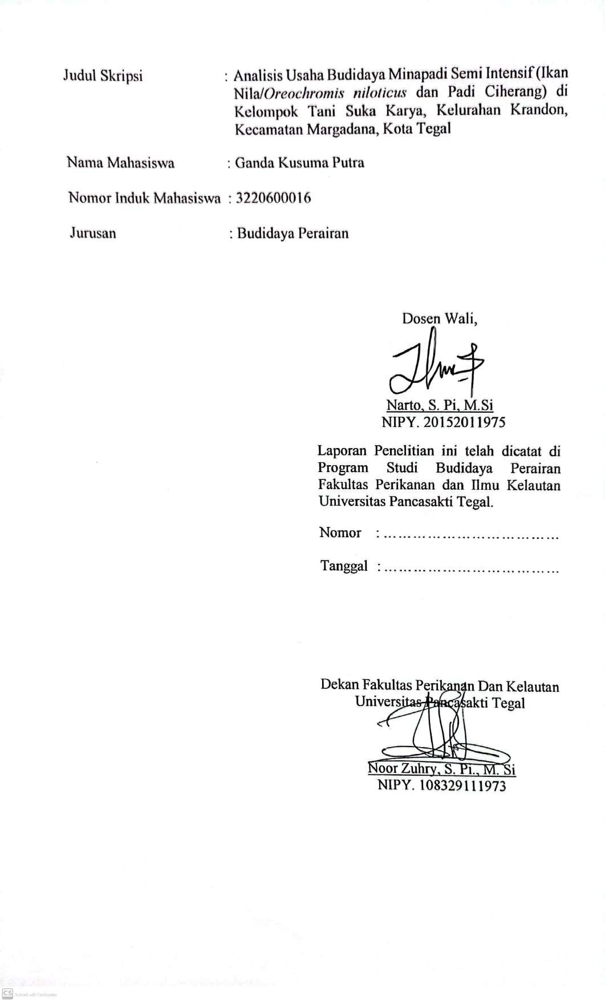 Judul Skripsi : Analisis Usaha Budidaya Minapadi Semi Intensif (Ikan
Nila/Oreochromis niloticus dan Padi Ciherang) di
Kelompok Tani Suka Karya, Kelurahan Krandon,
Kecamatan Margadana, Kota Tegal
Nama Mahasiswa : Ganda Kusuma Putra
Nomor Induk Mahasiswa : 3220600016
Jurusan : Budidaya Perairan
Dosen Wali,
Narto, S. Pi, M.Si
NIPY. 20152011975
Laporan Penelitian ini telah dicatat di
Program Studi Budidaya Perairan
Fakultas Perikanan dan Ilmu Kelautan
Universitas Pancasakti Tegal.
Nomor : ....................................
Tanggal : ....................................
Dekan Fakultas Perikanan Dan Kelautan
Universitas Pancasakti Tegal
Noor Zuhry, S. Pi., M. Si
NIPY. 108329111973
CS Scanned with CamScanner